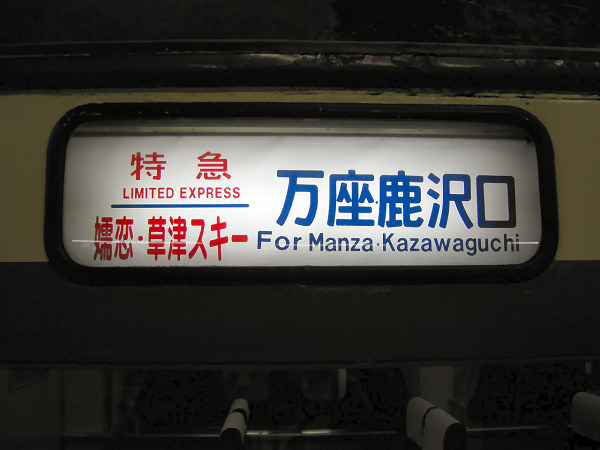 特急
LIMITED EXPRESS
嬬恋・草津スキー
万座・鹿沢口
For Manza·Kazawaguchi